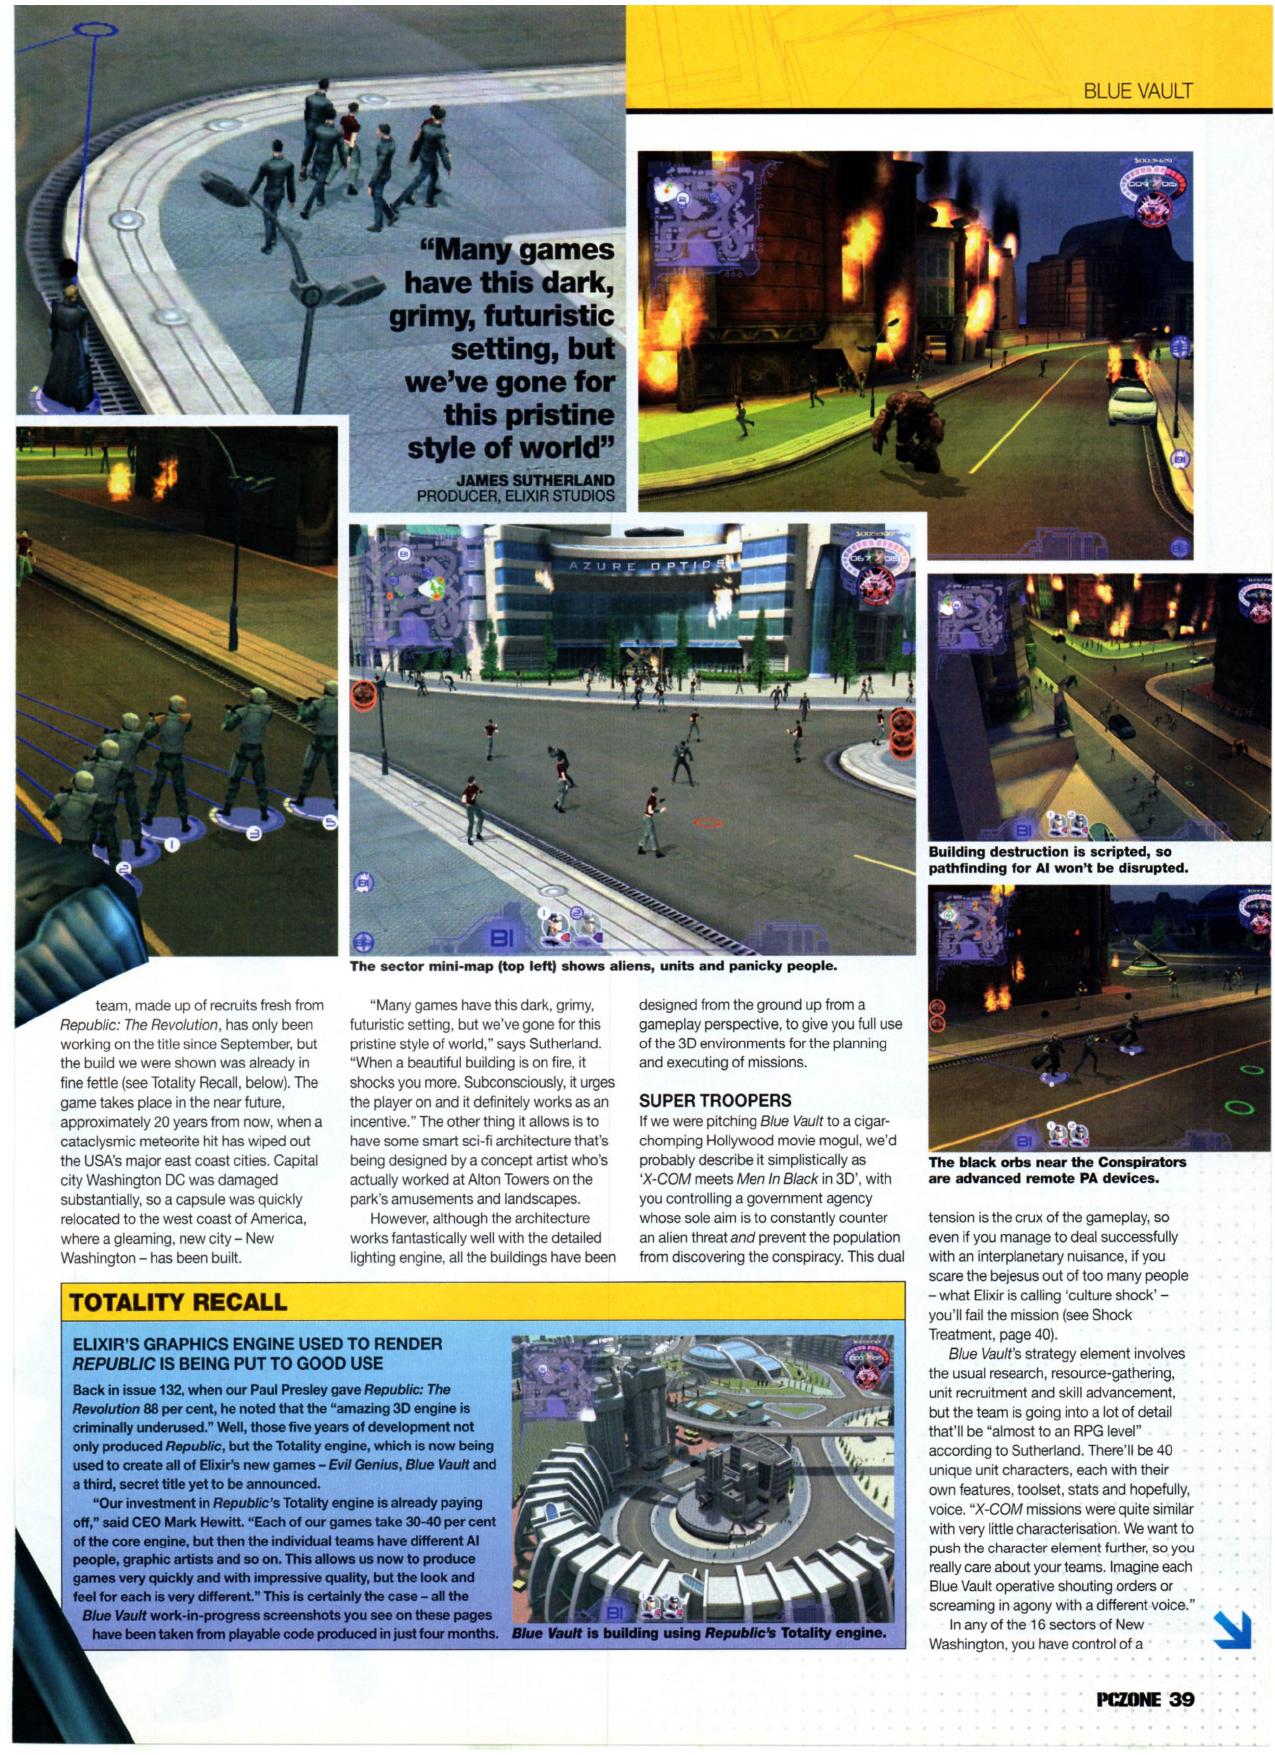 BLUE VAULT
“Many games
have this dark,
grimy, futuristic
setting, but
we’ve gone for
this pristine
style of world”
JAMES SUTHERLAND
PRODUCER, ELIXIR STUDIOS
AZURE OPTICS
2
1
3
5
1
2
BI
The sector mini-map (top left) shows aliens, units and panicky people.
BI
Building destruction is scripted, so
pathfinding for AI won’t be disrupted.
BI
The black orbs near the Conspirators
are advanced remote PA devices.
team, made up of recruits fresh from
Republic: The Revolution, has only been
working on the title since September, but
the build we were shown was already in
fine fettle (see Totality Recall, below). The
game takes place in the near future,
approximately 20 years from now, when a
cataclysmic meteorite hit has wiped out
the USA’s major east coast cities. Capital
city Washington DC was damaged
substantially, so a capsule was quickly
relocated to the west coast of America,
where a gleaming, new city – New
Washington – has been built.
“Many games have this dark, grimy,
futuristic setting, but we’ve gone for this
pristine style of world,” says Sutherland.
“When a beautiful building is on fire, it
shocks you more. Subconsciously, it urges
the player on and it definitely works as an
incentive.” The other thing it allows is to
have some smart sci-fi architecture that’s
being designed by a concept artist who’s
actually worked at Alton Towers on the
park’s amusements and landscapes.
However, although the architecture
works fantastically well with the detailed
lighting engine, all the buildings have been
designed from the ground up from a
gameplay perspective, to give you full use
of the 3D environments for the planning
and executing of missions.
SUPER TROOPERS
If we were pitching Blue Vault to a cigar-
chomping Hollywood movie mogul, we’d
probably describe it simplistically as
‘X-COM meets Men In Black in 3D’, with
you controlling a government agency
whose sole aim is to constantly counter
an alien threat and prevent the population
from discovering the conspiracy. This dual
tension is the crux of the gameplay, so
even if you manage to deal successfully
with an interplanetary nuisance, if you
scare the bejesus out of too many people
– what Elixir is calling ‘culture shock’ –
you’ll fail the mission (see Shock
Treatment, page 40).
Blue Vault’s strategy element involves
the usual research, resource-gathering,
unit recruitment and skill advancement,
but the team is going into a lot of detail
that’ll be “almost to an RPG level”
according to Sutherland. There’ll be 40
unique unit characters, each with their
own features, toolset, stats and hopefully,
voice. “X-COM missions were quite similar
with very little characterisation. We want to
push the character element further, so you
really care about your teams. Imagine each
Blue Vault operative shouting orders or
screaming in agony with a different voice.”
In any of the 16 sectors of New
Washington, you have control of a
TOTALITY RECALL
ELIXIR’S GRAPHICS ENGINE USED TO RENDER
REPUBLIC IS BEING PUT TO GOOD USE
Back in issue 132, when our Paul Presley gave Republic: The
Revolution 88 per cent, he noted that the “amazing 3D engine is
criminally underused.” Well, those five years of development not
only produced Republic, but the Totality engine, which is now being
used to create all of Elixir’s new games – Evil Genius, Blue Vault and
a third, secret title yet to be announced.
“Our investment in Republic’s Totality engine is already paying
off,” said CEO Mark Hewitt. “Each of our games take 30-40 per cent
of the core engine, but then the individual teams have different AI
people, graphic artists and so on. This allows us now to produce
games very quickly and with impressive quality, but the look and
feel for each is very different.” This is certainly the case – all the
Blue Vault work-in-progress screenshots you see on these pages
have been taken from playable code produced in just four months.
BI
Blue Vault is building using Republic’s Totality engine.
PCZONE 39